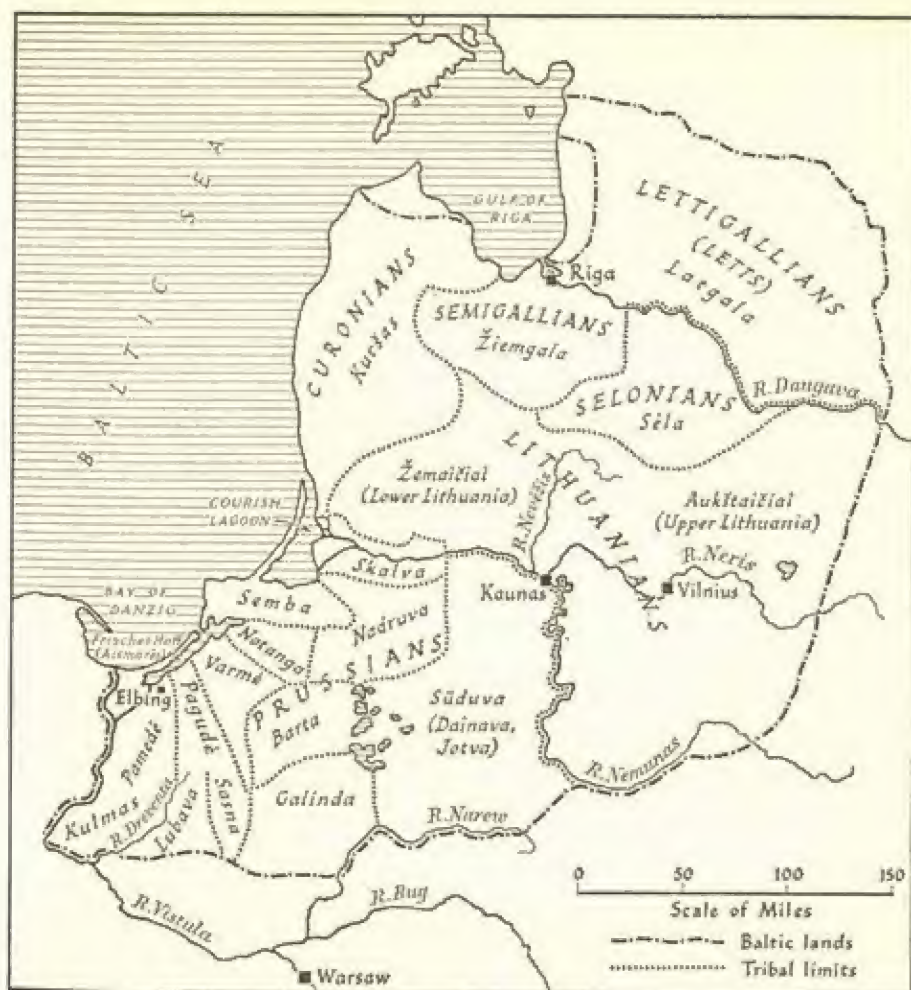 BALTIC SEA
GULF OF
RIGA
Riga
LETTIGALLIANS
(LETTS)
Latgala
CURONIANS
Kuršas
SEMIGALLIANS
Žiemgala
SELONIANS
Sėla
R. Daugava
LITHUANIANS
Žemaičiai
(Lower Lithuania)
R. Nevėžis
Aukštaičiai
(Upper Lithuania)
R. Neris
COURISH
LAGOON
Kaunas
Vilnius
BAY OF
DANZIG
Frisches Haff
(Aismarės)
Skalva
Semba
Nadruva
Notanga
Varmė
PRUSSIANS
Barta
Elbing
Pagudė
Pamedė
Sūduva
(Dainava,
Jotva)
R. Nemunas
Kulmas
R. Dreventa
Lubava
Sasna
Galinda
R. Narew
R. Vistula
R. Bug
Warsaw
0 50 100 150
Scale of Miles
Baltic lands
Tribal limits